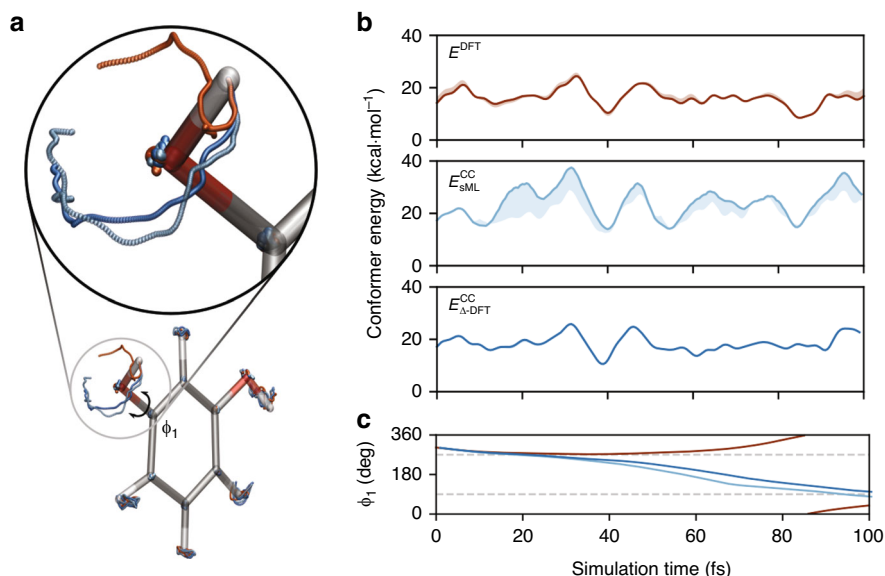 a
ϕ₁
b
Conformer energy (kcal·mol⁻¹)
40
20
0
E^DFT
40
20
0
E^CC_sML
40
20
0
E^CC_Δ-DFT
c
ϕ₁ (deg)
360
180
0
0 20 40 60 80 100
Simulation time (fs)